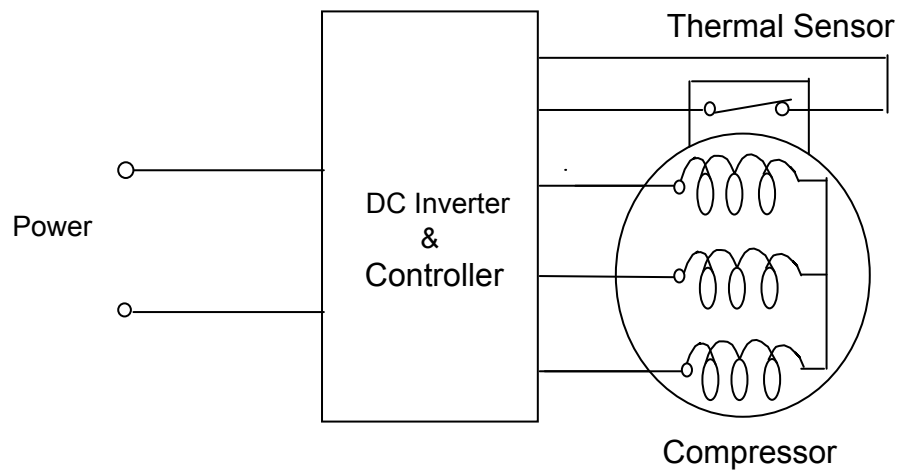 Thermal Sensor
Power
DC Inverter
&
Controller
Compressor